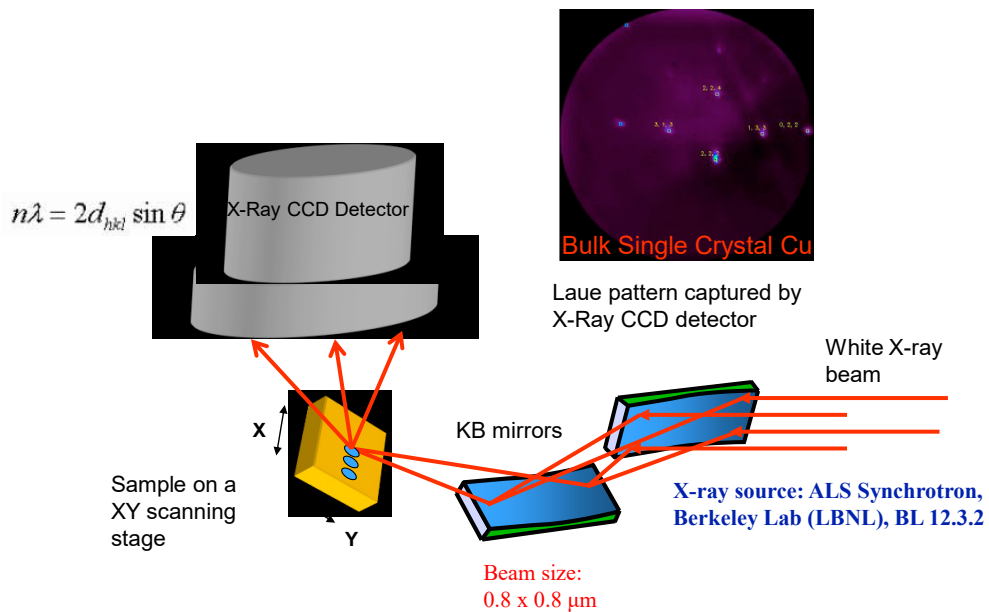 2, 2, 4
3, 1, 3
1, 3, 3
0, 2, 2
2, 2, 2
Bulk Single Crystal Cu
nλ = 2d_hkl sin θ
X-Ray CCD Detector
Laue pattern captured by
X-Ray CCD detector
White X-ray
beam
X
KB mirrors
Sample on a
XY scanning
stage
Y
X-ray source: ALS Synchrotron,
Berkeley Lab (LBNL), BL 12.3.2
Beam size:
0.8 x 0.8 μm